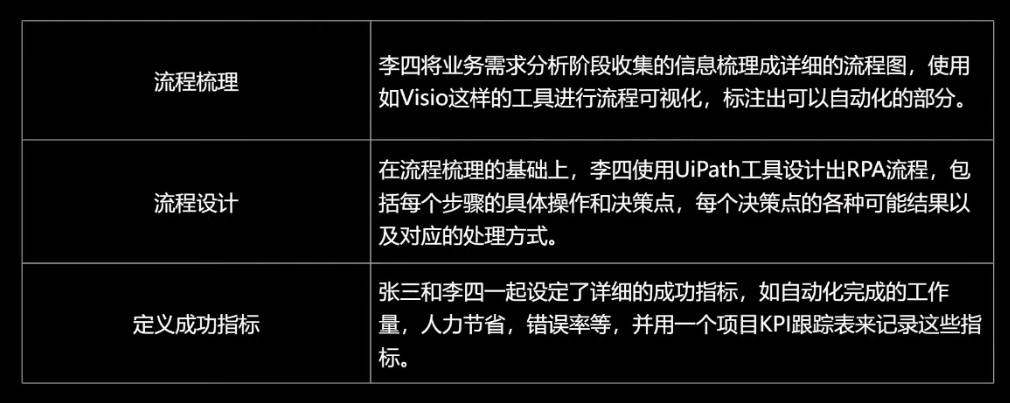 流程梳理
李四将业务需求分析阶段收集的信息梳理成详细的流程图，使用
如Visio这样的工具进行流程可视化，标注出可以自动化的部分。
流程设计
在流程梳理的基础上，李四使用UiPath工具设计出RPA流程，包
括每个步骤的具体操作和决策点，每个决策点的各种可能结果以
及对应的处理方式。
定义成功指标
张三和李四一起设定了详细的成功指标，如自动化完成的工作
量，人力节省，错误率等，并用一个项目KPI跟踪表来记录这些指
标。